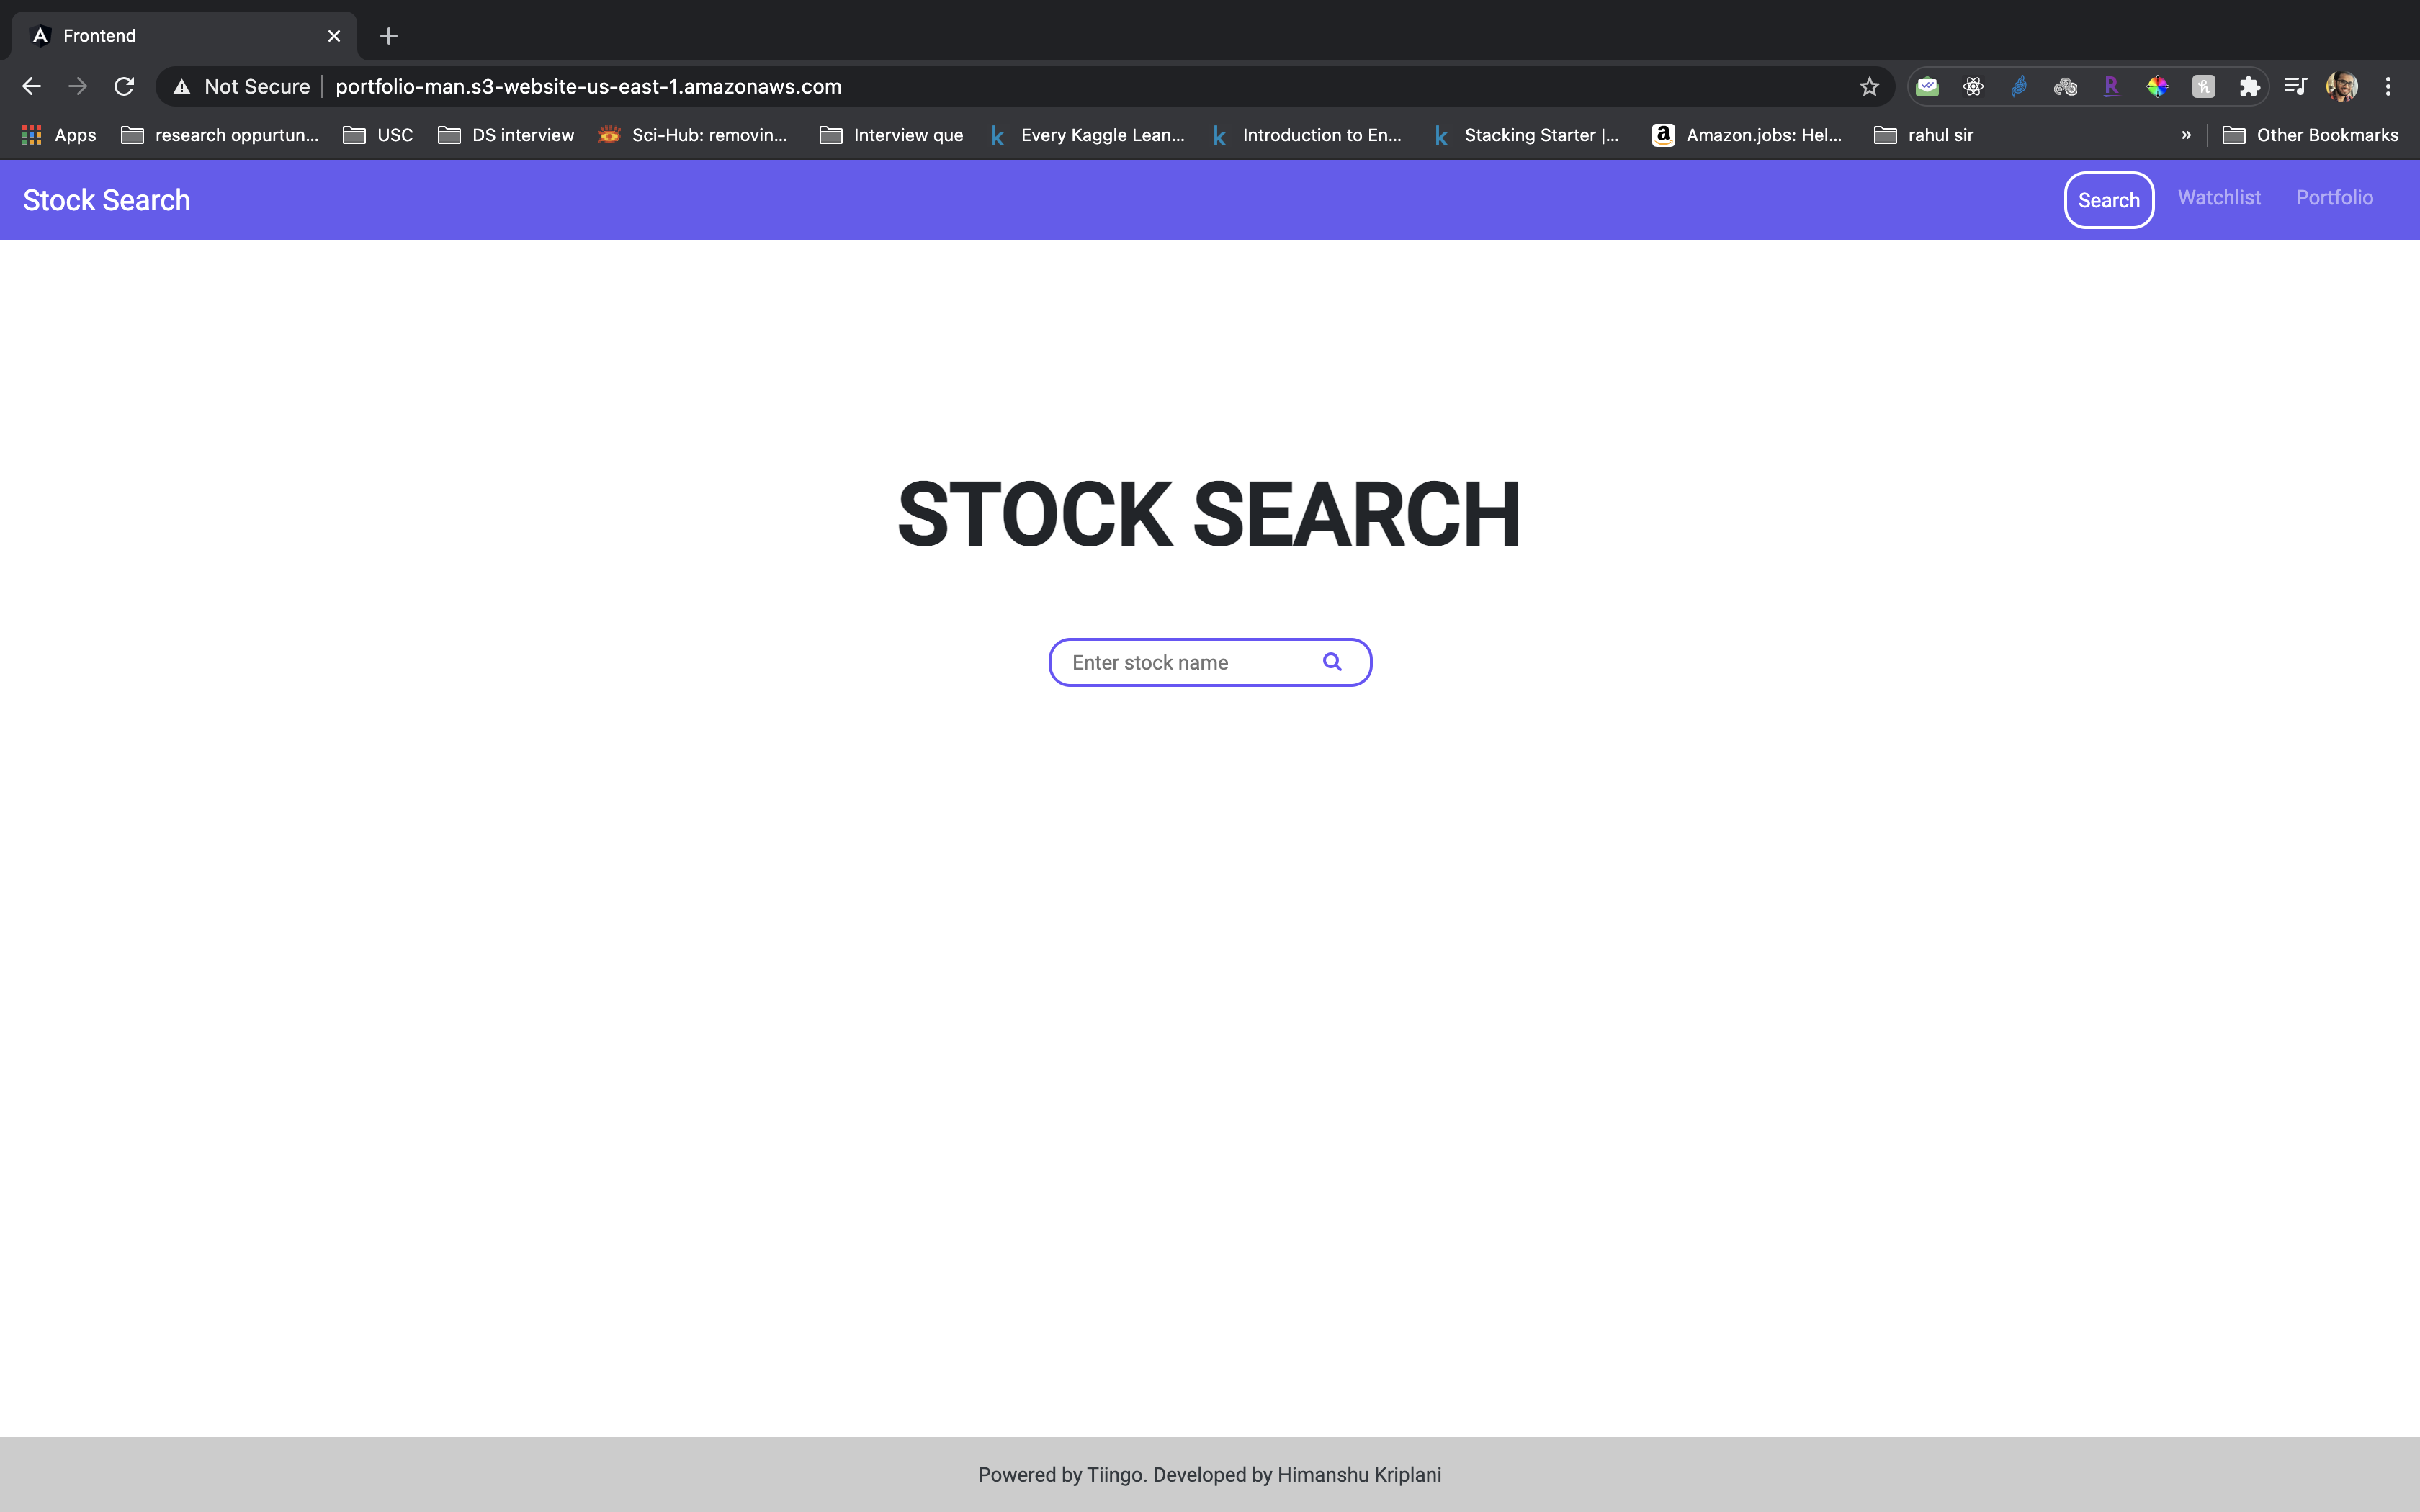 Frontend
Not Secure portfolio-man.s3-website-us-east-1.amazonaws.com
Apps research oppurtun... USC DS interview Sci-Hub: removin... Interview que Every Kaggle Lean... Introduction to En... Stacking Starter |... Amazon.jobs: Hel... rahul sir » Other Bookmarks
Stock Search Search Watchlist Portfolio
STOCK SEARCH
Enter stock name
Powered by Tiingo. Developed by Himanshu Kriplani